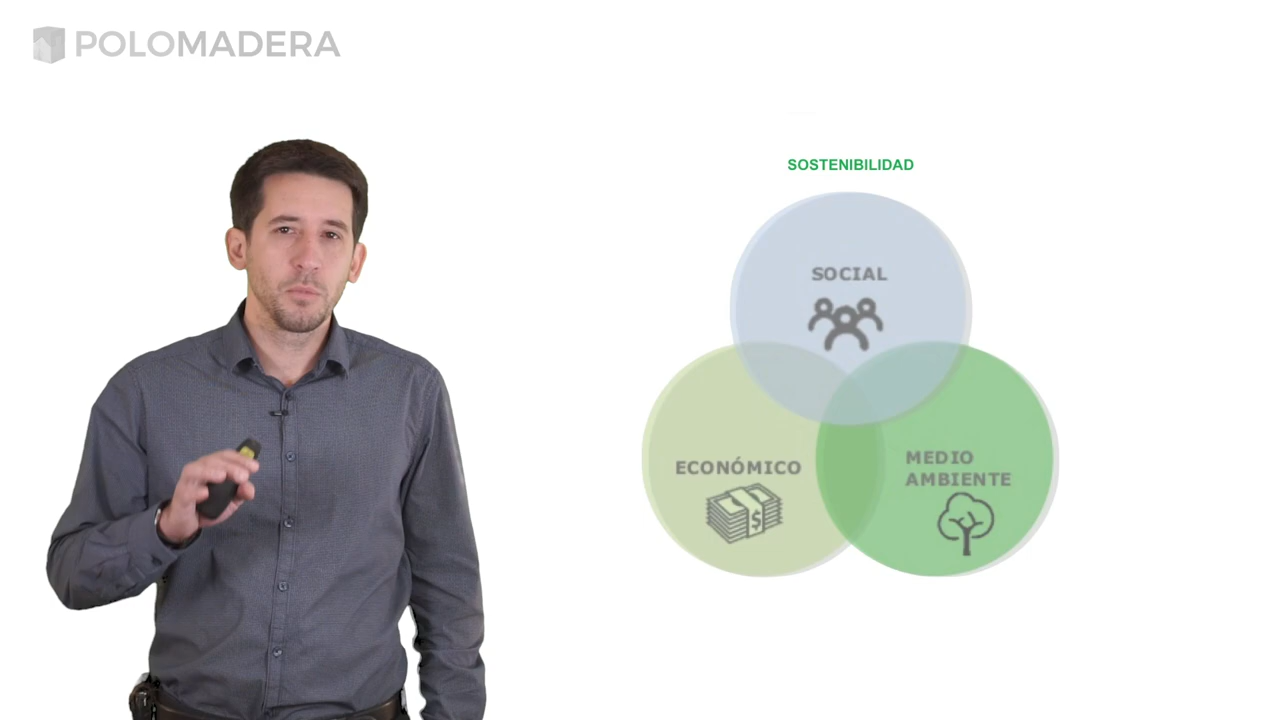 POLOMADERA
SOSTENIBILIDAD
SOCIAL
ECONÓMICO
MEDIO
AMBIENTE
$